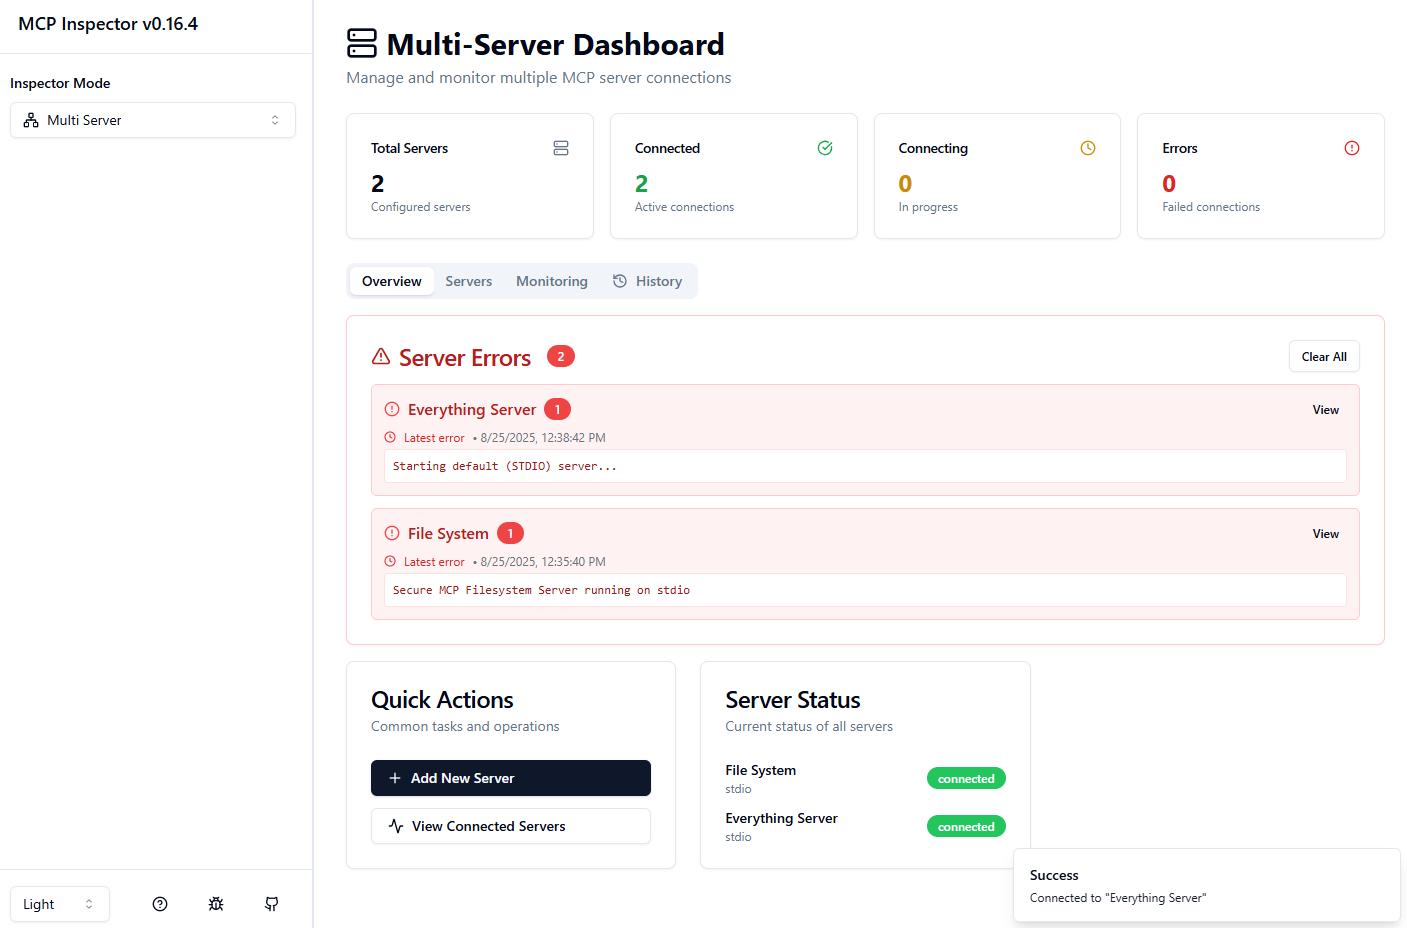 MCP Inspector v0.16.4
Inspector Mode
Multi Server
Multi-Server Dashboard
Manage and monitor multiple MCP server connections
Total Servers
2
Configured servers
Connected
2
Active connections
Connecting
0
In progress
Errors
0
Failed connections
Overview Servers Monitoring History
Server Errors 2 Clear All
Everything Server 1 View
Latest error • 8/25/2025, 12:38:42 PM
Starting default (STDIO) server...
File System 1 View
Latest error • 8/25/2025, 12:35:40 PM
Secure MCP Filesystem Server running on stdio
Quick Actions
Common tasks and operations
+ Add New Server
View Connected Servers
Server Status
Current status of all servers
File System
stdio
connected
Everything Server
stdio
connected
Success
Connected to "Everything Server"
Light